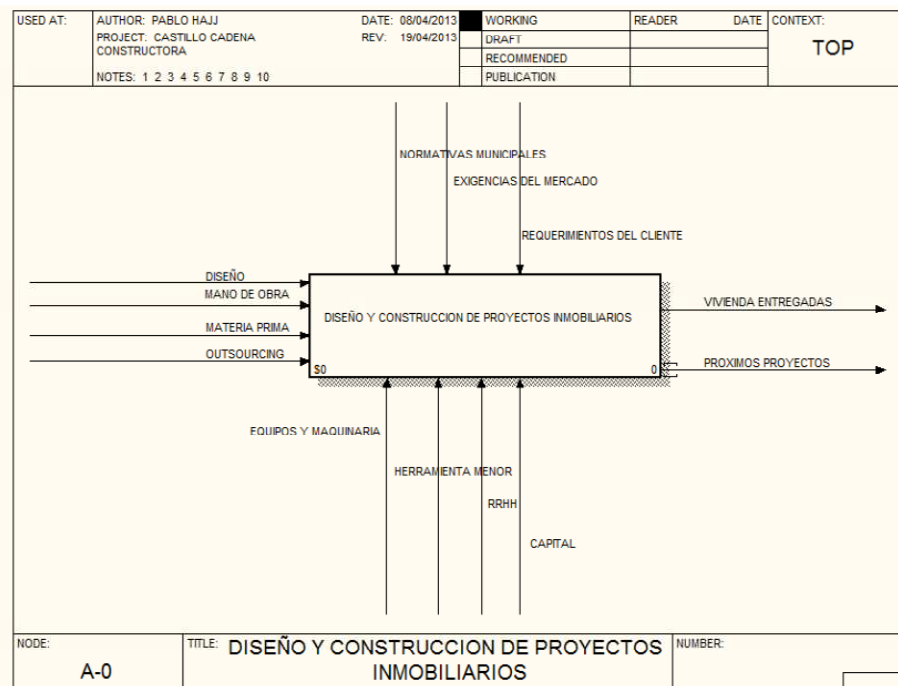 USED AT:
AUTHOR: PABLO HAJJ
DATE: 08/04/2013
WORKING
READER
DATE
CONTEXT:
PROJECT: CASTILLO CADENA
REV: 19/04/2013
DRAFT
TOP
CONSTRUCTORA
RECOMMENDED
NOTES: 1 2 3 4 5 6 7 8 9 10
PUBLICATION
NORMATIVAS MUNICIPALES
EXIGENCIAS DEL MERCADO
REQUERIMIENTOS DEL CLIENTE
DISEÑO
MANO DE OBRA
MATERIA PRIMA
OUTSOURCING
DISEÑO Y CONSTRUCCION DE PROYECTOS INMOBILIARIOS
$0
0
VIVIENDA ENTREGADAS
PROXIMOS PROYECTOS
EQUIPOS Y MAQUINARIA
HERRAMIENTA MENOR
RRHH
CAPITAL
NODE:
A-0
TITLE: DISEÑO Y CONSTRUCCION DE PROYECTOS
INMOBILIARIOS
NUMBER: